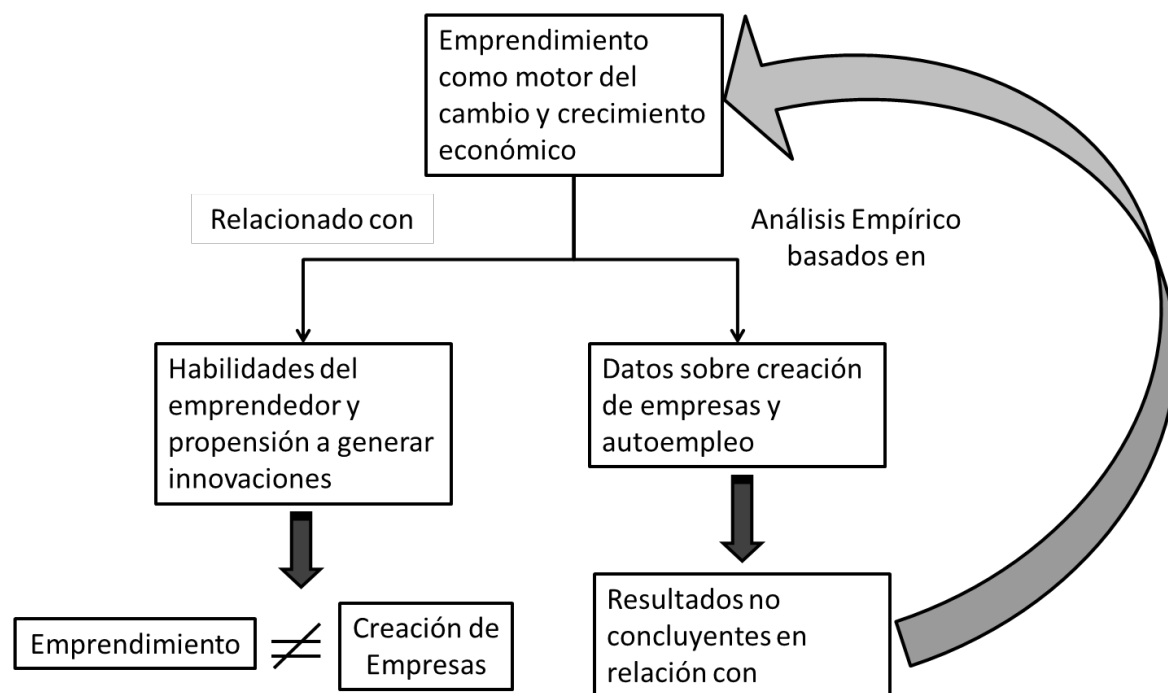 Emprendimiento
como motor del
cambio y crecimiento
económico
Relacionado con
Análisis Empírico
basados en
Habilidades del
emprendedor y
propensión a generar
innovaciones
Datos sobre creación
de empresas y
autoempleo
Emprendimiento
≠
Creación de
Empresas
Resultados no
concluyentes en
relación con